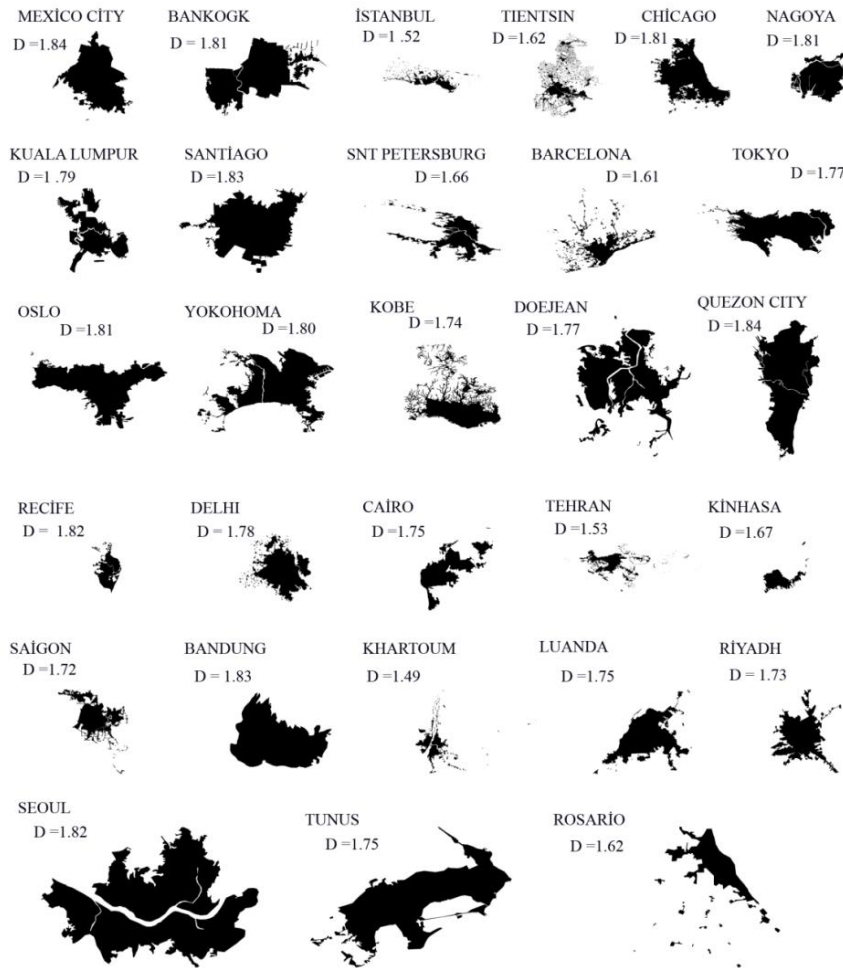 MEXİCO CİTY BANKOGK İSTANBUL TIENTSIN CHİCAGO NAGOYA
D =1.84 D = 1.81 D =1 .52 D =1.62 D =1.81 D =1.81
KUALA LUMPUR SANTİAGO SNT PETERSBURG BARCELONA TOKYO
D =1 .79 D =1.83 D =1.66 D =1.61 D =1.77
OSLO YOKOHOMA KOBE DOEJEAN QUEZON CITY
D =1.81 D =1.80 D =1.74 D =1.77 D =1.84
RECİFE DELHI CAİRO TEHRAN KİNHASA
D = 1.82 D =1.78 D =1.75 D =1.53 D =1.67
SAİGON BANDUNG KHARTOUM LUANDA RİYADH
D =1.72 D = 1.83 D =1.49 D =1.75 D = 1.73
SEOUL TUNUS ROSARİO
D =1.82 D =1.75 D =1.62